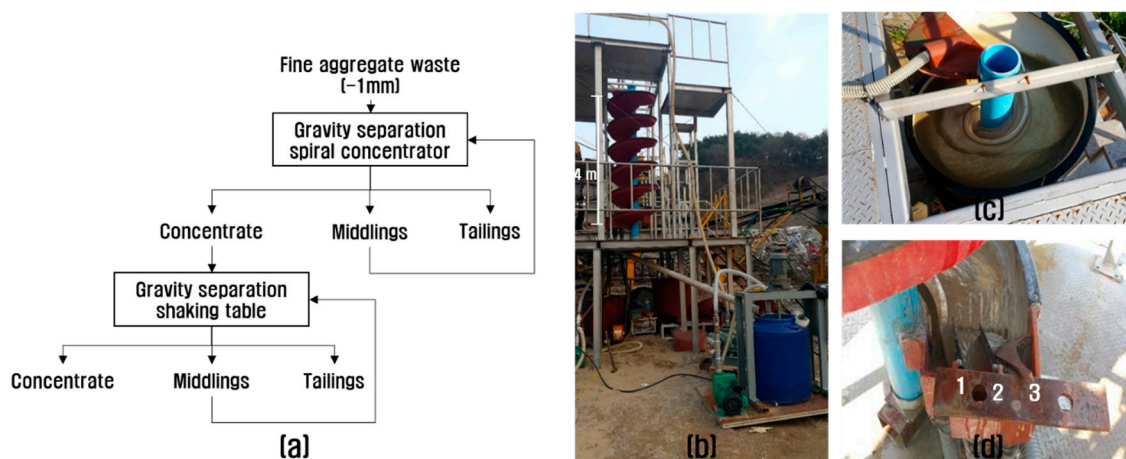 Fine aggregate waste
(-1mm)
Gravity separation
spiral concentrator
Concentrate
Middlings
Tailings
Gravity separation
shaking table
Concentrate
Middlings
Tailings
(a)
4 m
(b)
(c)
1 2 3
(d)